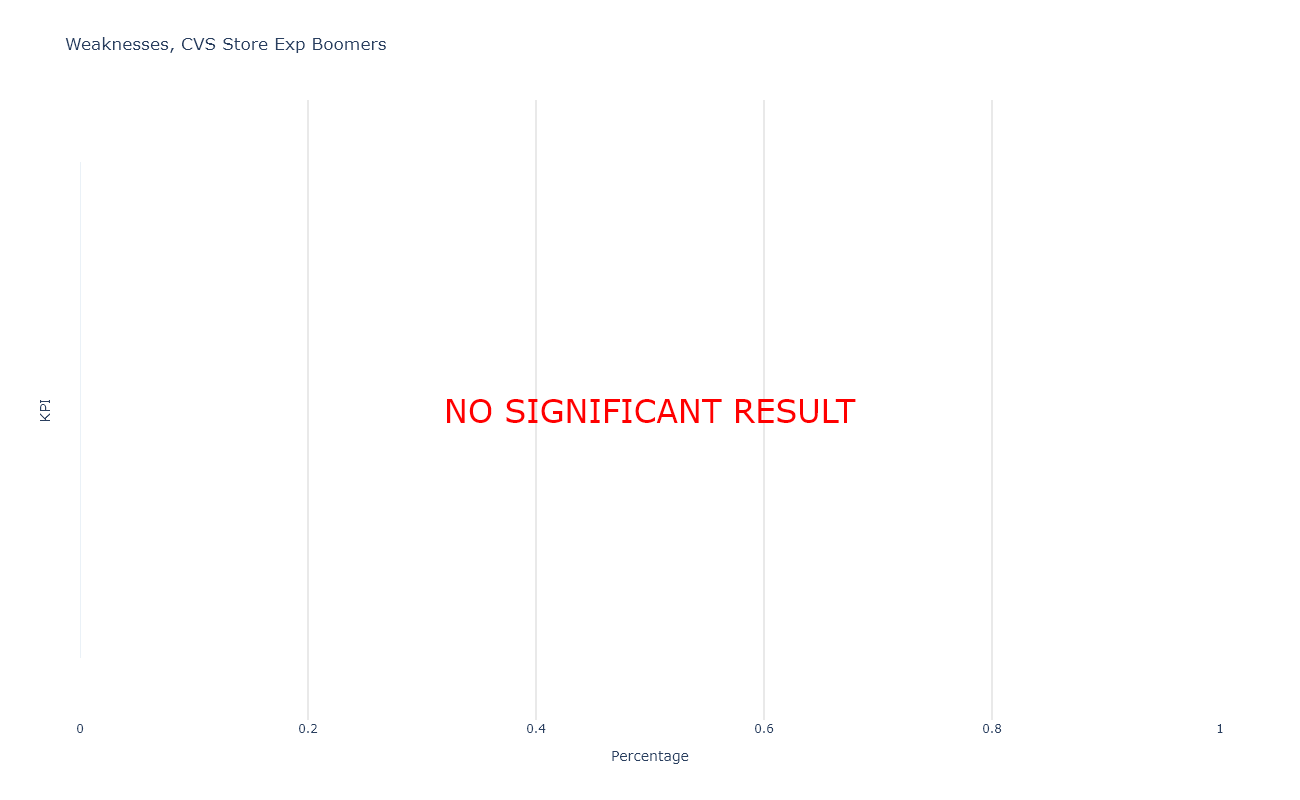 Weaknesses, CVS Store Exp Boomers
KPI
NO SIGNIFICANT RESULT
0 0.2 0.4 0.6 0.8 1
Percentage